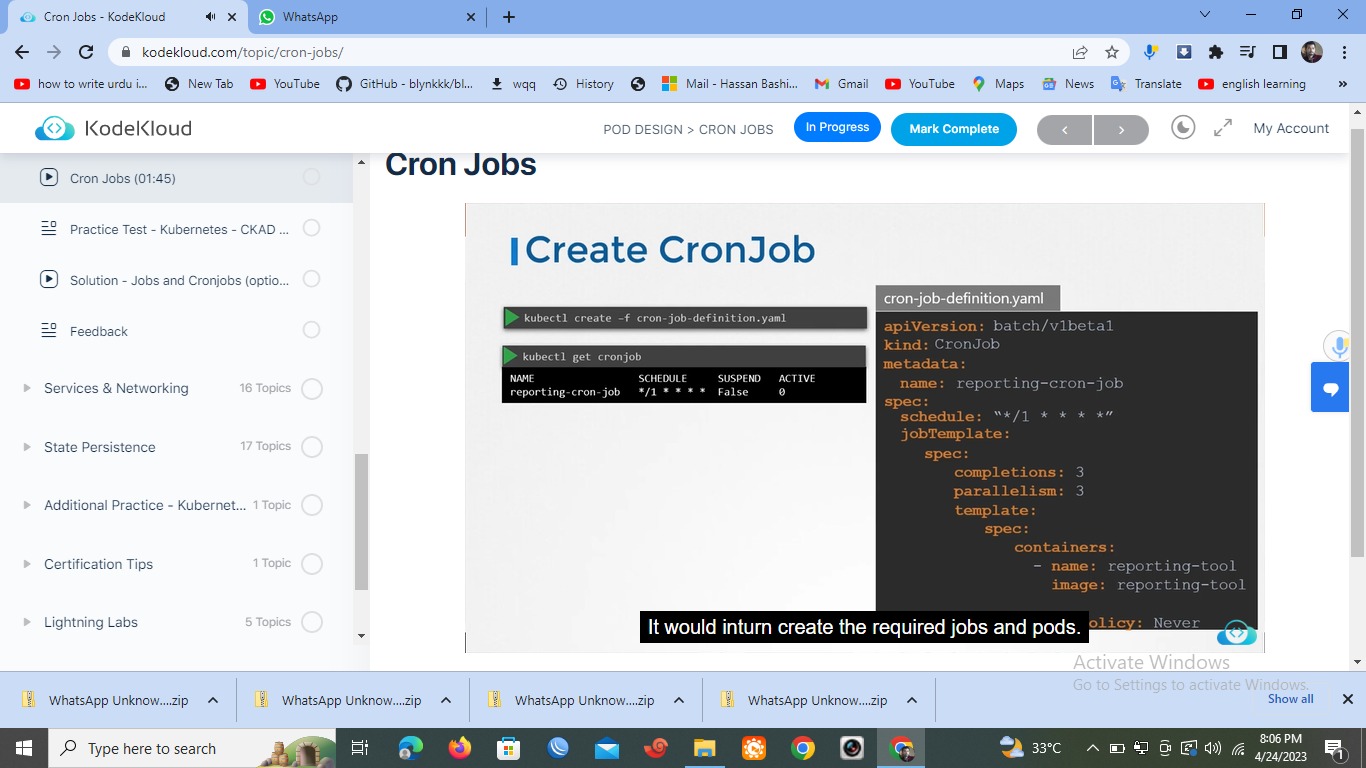 Cron Jobs - KodeKloud
WhatsApp
kodekloud.com/topic/cron-jobs/
how to write urdu i...
New Tab
YouTube
GitHub - blynkkk/bl...
wqq
History
Mail - Hassan Bashi...
Gmail
YouTube
Maps
News
Translate
english learning
»
KodeKloud
POD DESIGN > CRON JOBS
In Progress
Mark Complete
My Account
Cron Jobs (01:45)
Practice Test - Kubernetes - CKAD ...
Solution - Jobs and Cronjobs (optio...
Feedback
Services & Networking 16 Topics
State Persistence 17 Topics
Additional Practice - Kubernet... 1 Topic
Certification Tips 1 Topic
Lightning Labs 5 Topics
Cron Jobs
Create CronJob
kubectl create –f cron-job-definition.yaml
kubectl get cronjob
NAME SCHEDULE SUSPEND ACTIVE
reporting-cron-job */1 * * * * False 0
cron-job-definition.yaml
apiVersion: batch/v1beta1
kind: CronJob
metadata:
name: reporting-cron-job
spec:
schedule: “*/1 * * * *”
jobTemplate:
spec:
completions: 3
parallelism: 3
template:
spec:
containers:
- name: reporting-tool
image: reporting-tool
olicy: Never
It would inturn create the required jobs and pods.
Activate Windows
Go to Settings to activate Windows.
WhatsApp Unknow....zip
WhatsApp Unknow....zip
WhatsApp Unknow....zip
WhatsApp Unknow....zip
Show all
Type here to search
33°C
8:06 PM
4/24/2023
1